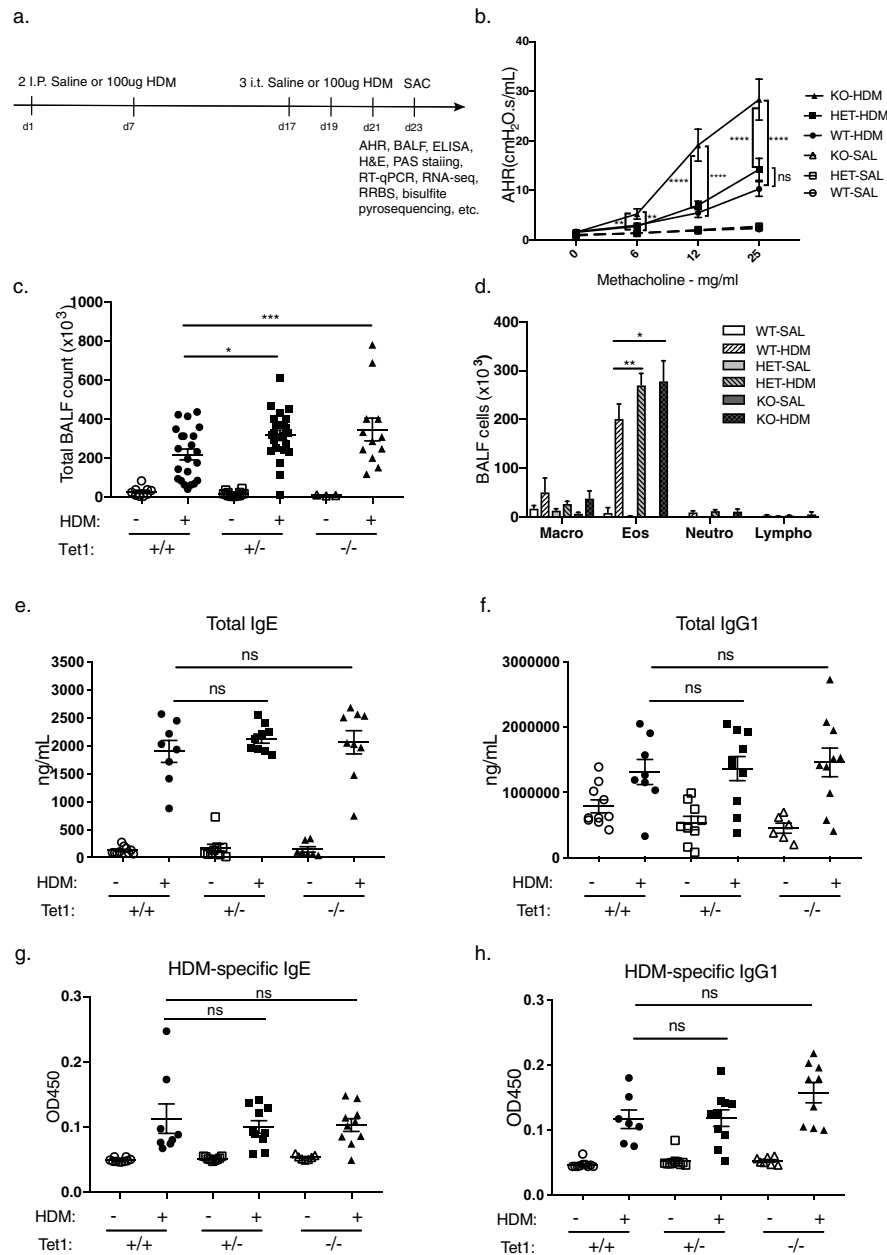 a.
2 I.P. Saline or 100ug HDM
3 i.t. Saline or 100ug HDM
SAC
d1
d7
d17
d19
d21
d23
AHR, BALF, ELISA,
H&E, PAS staiing,
RT-qPCR, RNA-seq,
RRBS, bisulfite
pyrosequencing, etc.
b.
AHR(cmH2O.s/mL)
40
30
20
10
0
0
6
12
25
Methacholine - mg/ml
**
**
****
****
****
****
ns
KO-HDM
HET-HDM
WT-HDM
KO-SAL
HET-SAL
WT-SAL
c.
Total BALF count (x10^3)
1000
800
600
400
200
0
***
*
HDM: - + - + - +
Tet1: +/+ +/- -/-
d.
BALF cells (x10^3)
400
300
200
100
0
*
**
Macro Eos Neutro Lympho
WT-SAL
WT-HDM
HET-SAL
HET-HDM
KO-SAL
KO-HDM
e.
Total IgE
ng/mL
3500
3000
2500
2000
1500
1000
500
0
ns
ns
HDM: - + - + - +
Tet1: +/+ +/- -/-
f.
Total IgG1
ng/mL
3000000
2000000
1000000
0
ns
ns
HDM: - + - + - +
Tet1: +/+ +/- -/-
g.
HDM-specific IgE
OD450
0.3
0.2
0.1
0.0
ns
ns
HDM: - + - + - +
Tet1: +/+ +/- -/-
h.
HDM-specific IgG1
OD450
0.3
0.2
0.1
0.0
ns
ns
HDM: - + - + - +
Tet1: +/+ +/- -/-